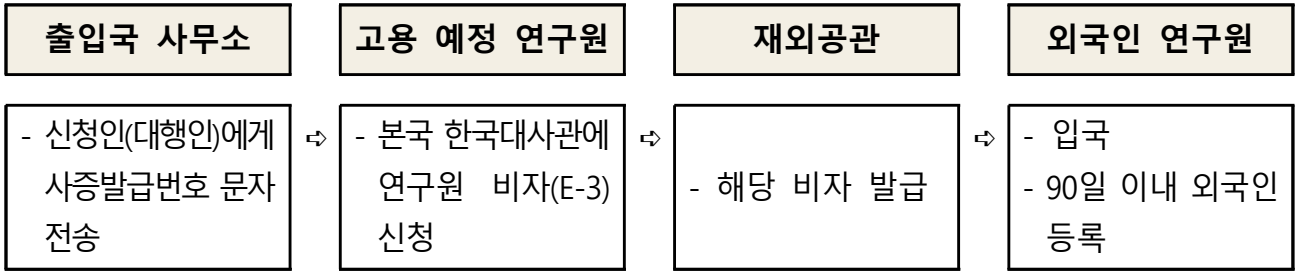 출입국 사무소
고용 예정 연구원
재외공관
외국인 연구원
- 신청인(대행인)에게
사증발급번호 문자
전송
➪
- 본국 한국대사관에
연구원 비자(E-3)
신청
➪
- 해당 비자 발급
➪
- 입국
- 90일 이내 외국인
등록